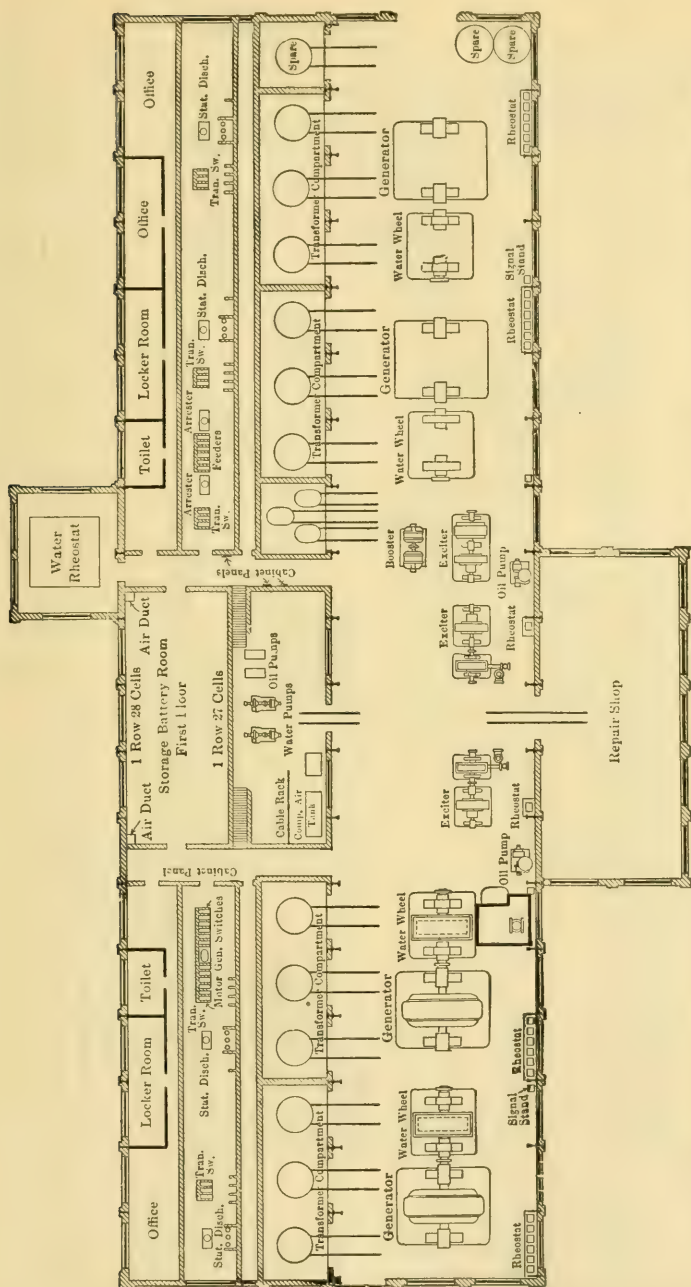 Water
Rheostat
Office
Locker Room
Toilet
Air Duct
1 Row 28 Cells
Storage Battery Room
First Floor
1 Row 27 Cells
Air Duct
Toilet
Locker Room
Office
Office
Stat. Disch.
Tran.
Sw.
Stat. Disch.
Tran.
Sw.
Motor Gen. Switches
Cabinet Panel
Cabinet Panels
Tran.
Sw.
Arrester
Feeders
Arrester
Tran.
Sw.
Stat. Disch.
Tran. Sw.
Stat. Disch.
Cable Rack
Comp. Air
Tank
Water Pumps
Oil Pumps
Transformer Compartment
Transformer Compartment
Transformer Compartment
Transformer Compartment
Spare
Generator
Water Wheel
Generator
Water Wheel
Exciter
Exciter
Booster
Exciter
Water Wheel
Generator
Water Wheel
Generator
Spare
Spare
Rheostat
Signal
Stand
Rheostat
Oil Pump
Rheostat
Rheostat
Oil Pump
Rheostat
Signal
Stand
Rheostat
Repair Shop